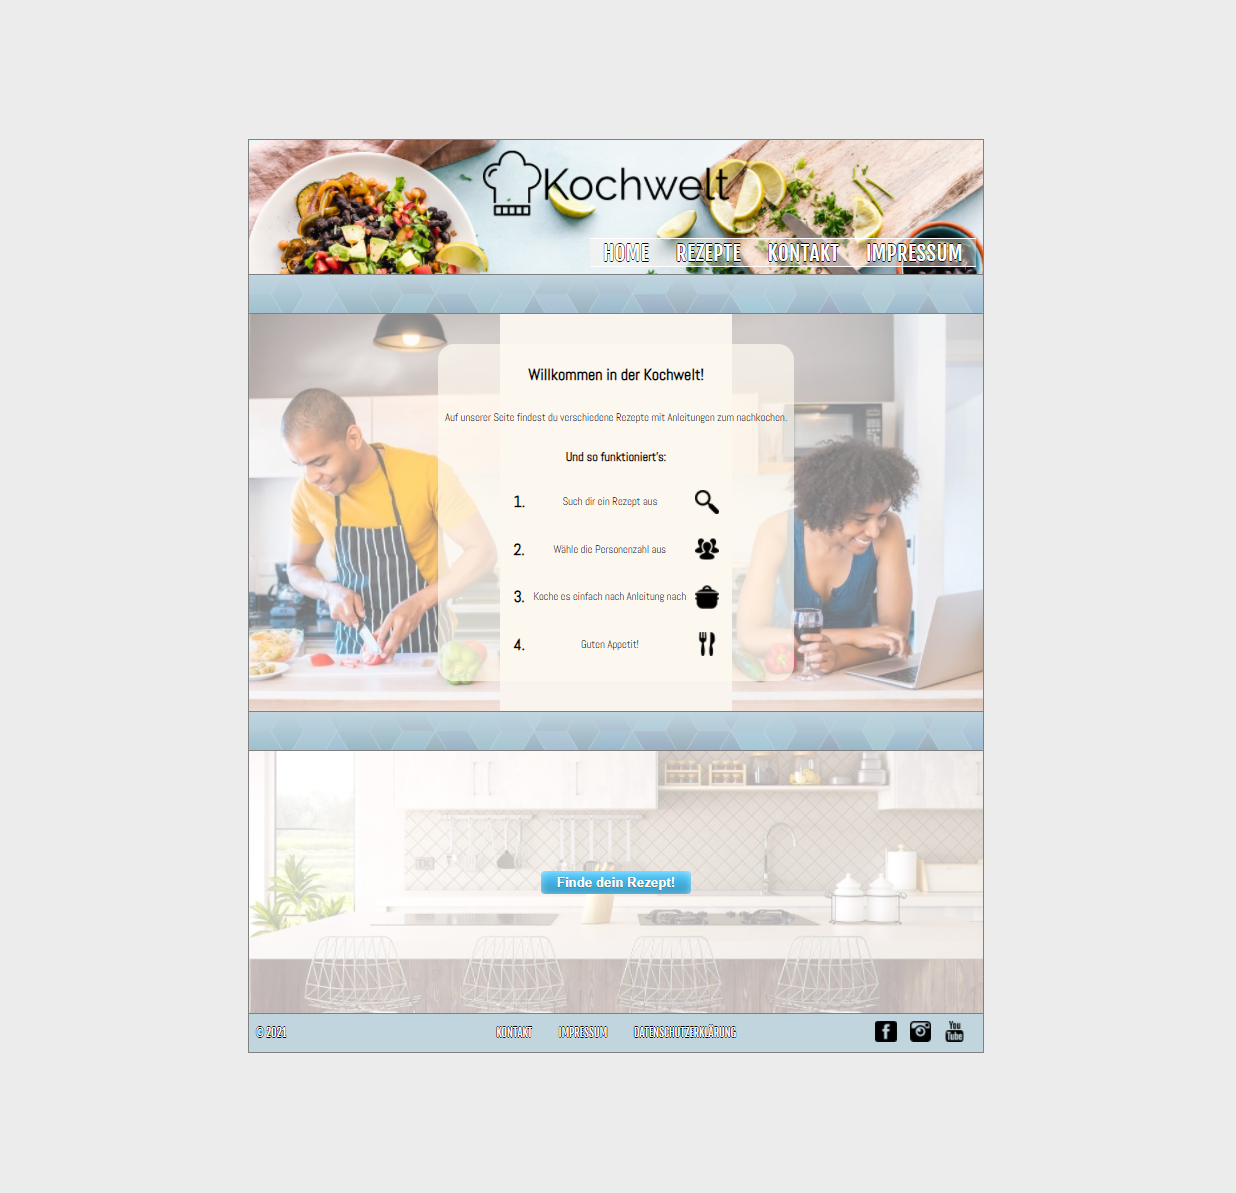 Kochwelt
HOME REZEPTE KONTAKT IMPRESSUM
Willkommen in der Kochwelt!
Auf unserer Seite findest du verschiedene Rezepte mit Anleitungen zum nachkochen.
Und so funktioniert's:
1. Such dir ein Rezept aus
2. Wähle die Personenzahl aus
3. Koche es einfach nach Anleitung nach
4. Guten Appetit!
Finde dein Rezept!
© 2021 KONTAKT IMPRESSUM DATENSCHUTZERKLÄRUNG You Tube